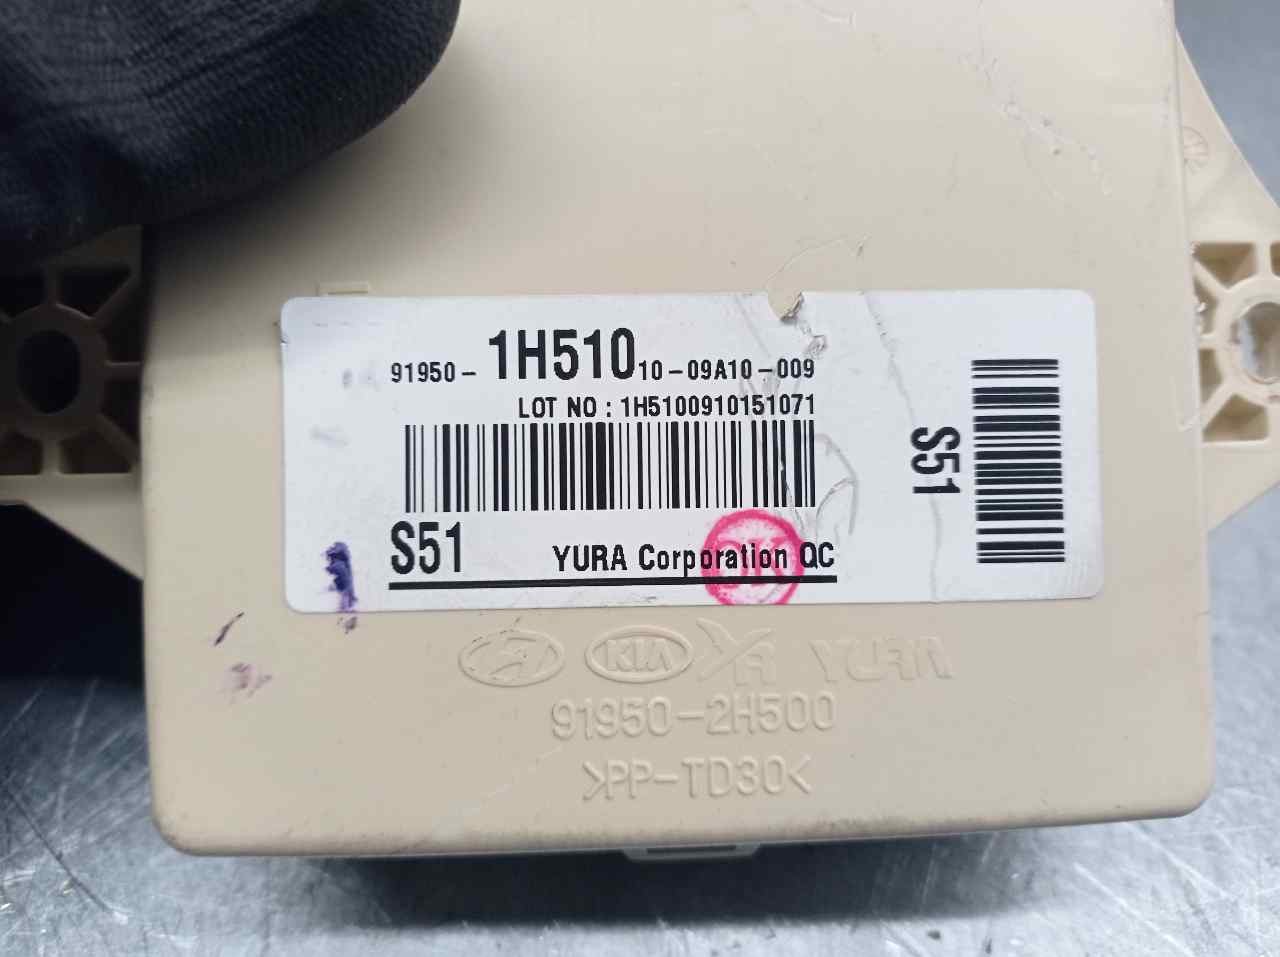 91950- 1H510 10-09A10-009
LOT NO : 1H5100910151071
S51
S51
YURA Corporation QC
OK
KIA YURA
91950-2H500
>PP-TD30<